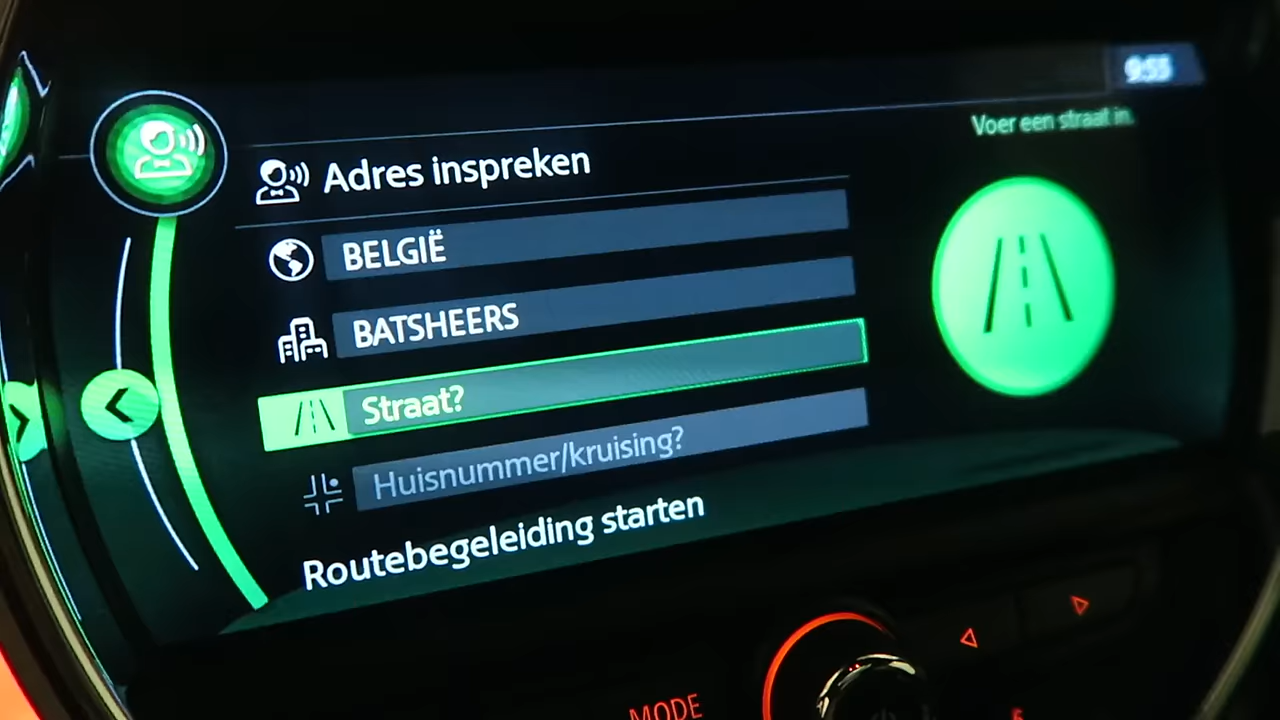 9:55
Voer een straat in.
Adres inspreken
BELGIË
BATSHEERS
Straat?
Huisnummer/kruising?
Routebegeleiding starten
MODE